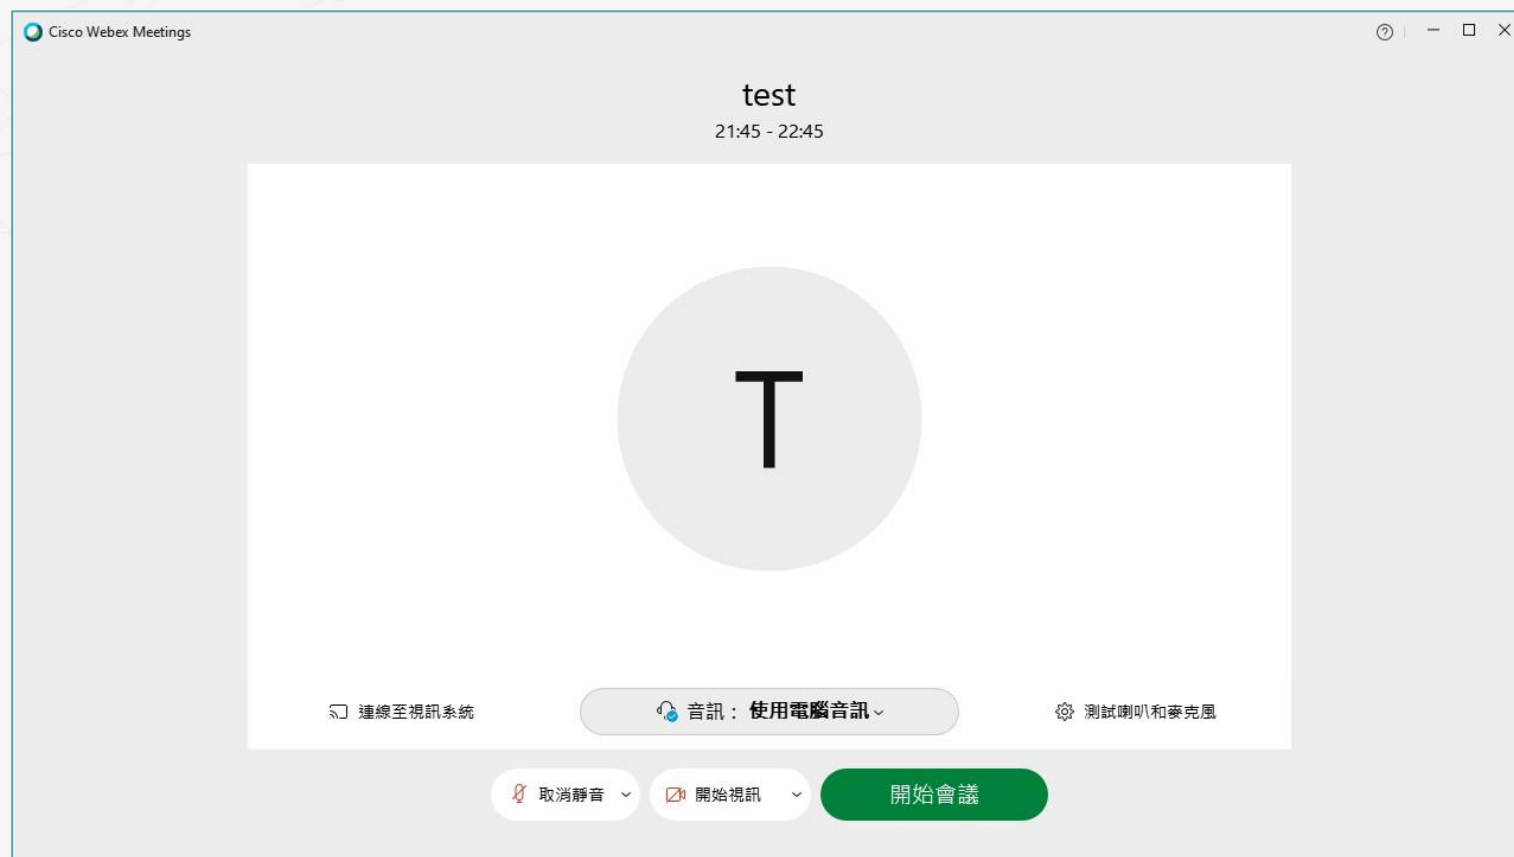 Cisco Webex Meetings
test
21:45 - 22:45
T
連線至視訊系統
音訊： 使用電腦音訊
測試喇叭和麥克風
取消靜音
開始視訊
開始會議